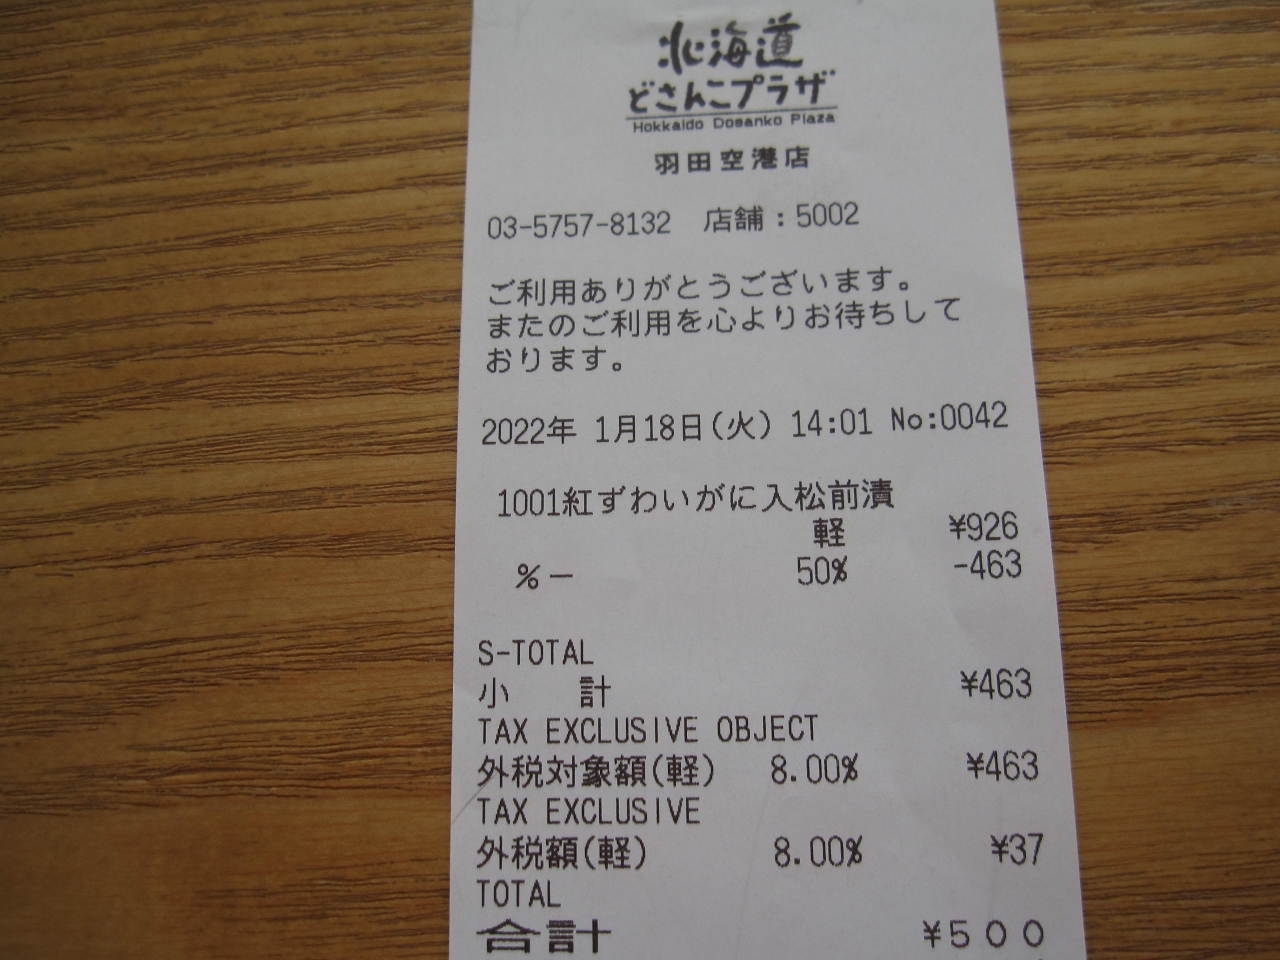 北海道
どさんこプラザ
Hokkaido Dosanko Plaza
羽田空港店
03-5757-8132 店舗:5002
ご利用ありがとうございます。
またのご利用を心よりお待ちして
おります。
2022年 1月18日(火) 14:01 No:0042
1001紅ずわいがに入松前漬
軽 ¥926
%- 50% -463
S-TOTAL
小 計 ¥463
TAX EXCLUSIVE OBJECT
外税対象額(軽) 8.00% ¥463
TAX EXCLUSIVE
外税額(軽) 8.00% ¥37
TOTAL
合計 ¥500